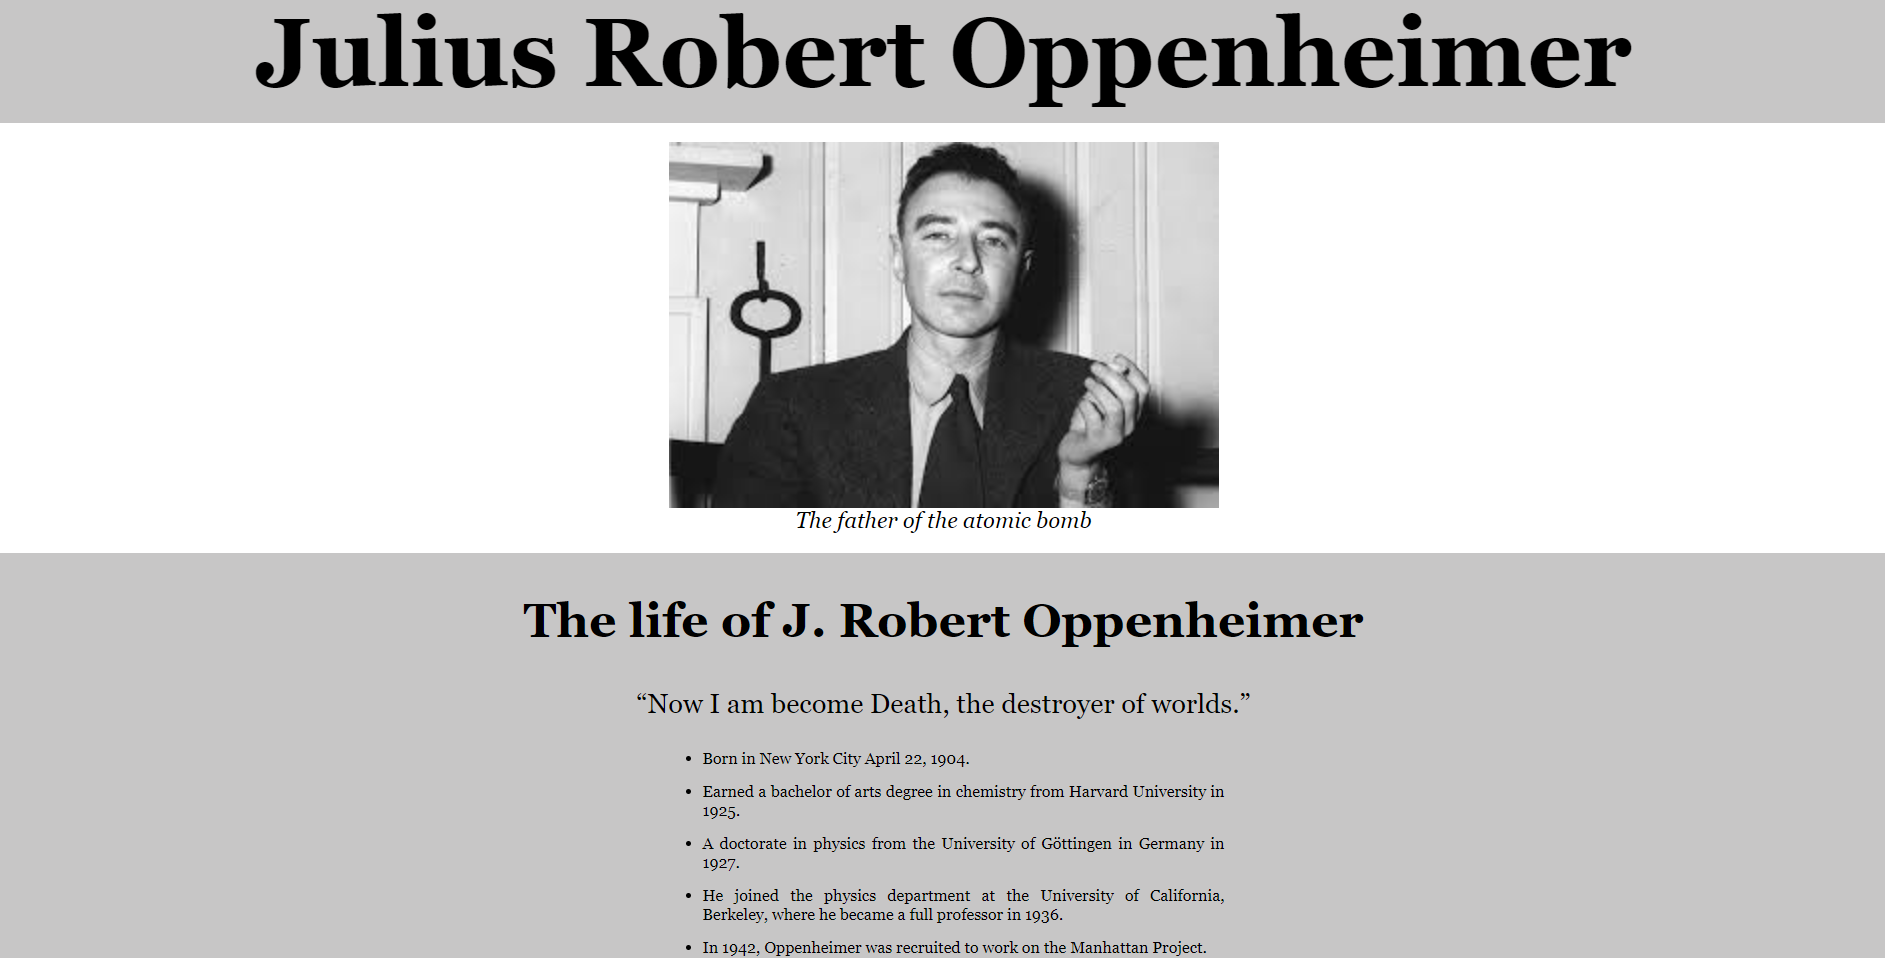 Julius Robert Oppenheimer
The father of the atomic bomb
The life of J. Robert Oppenheimer
“Now I am become Death, the destroyer of worlds.”
• Born in New York City April 22, 1904.
• Earned a bachelor of arts degree in chemistry from Harvard University in
1925.
• A doctorate in physics from the University of Göttingen in Germany in
1927.
• He joined the physics department at the University of California,
Berkeley, where he became a full professor in 1936.
• In 1942, Oppenheimer was recruited to work on the Manhattan Project.